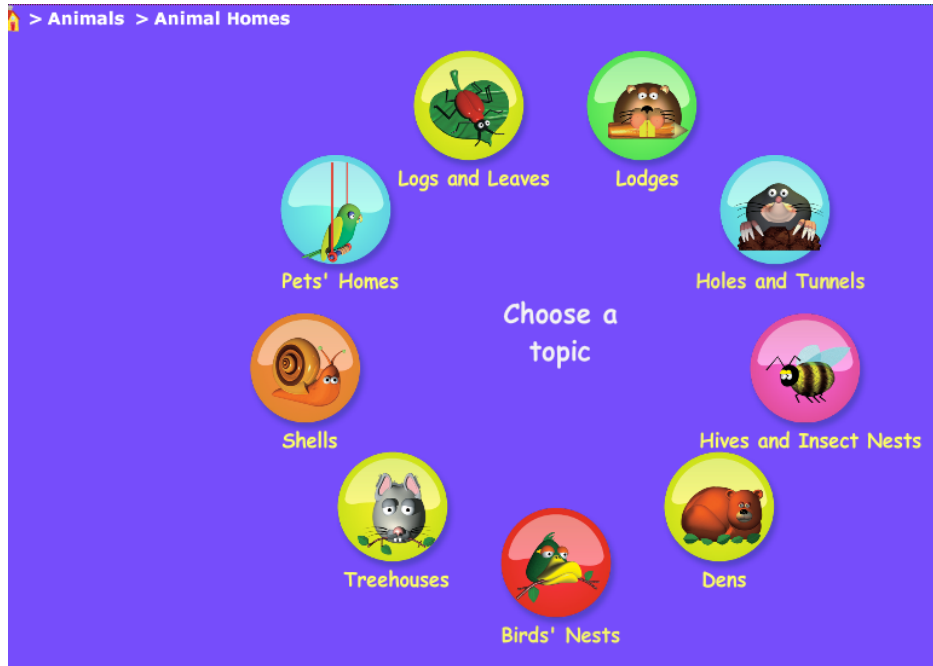 > Animals > Animal Homes
Logs and Leaves
Lodges
Pets' Homes
Holes and Tunnels
Choose a
topic
Shells
Hives and Insect Nests
Treehouses
Dens
Birds' Nests